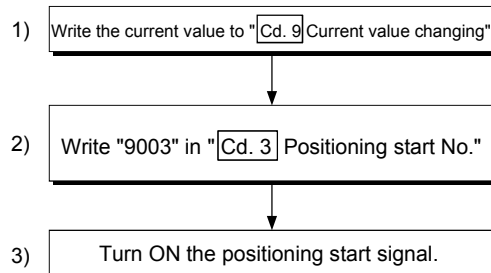 1) Write the current value to "Cd. 9 Current value changing"
2) Write "9003" in "Cd. 3 Positioning start No."
3) Turn ON the positioning start signal.